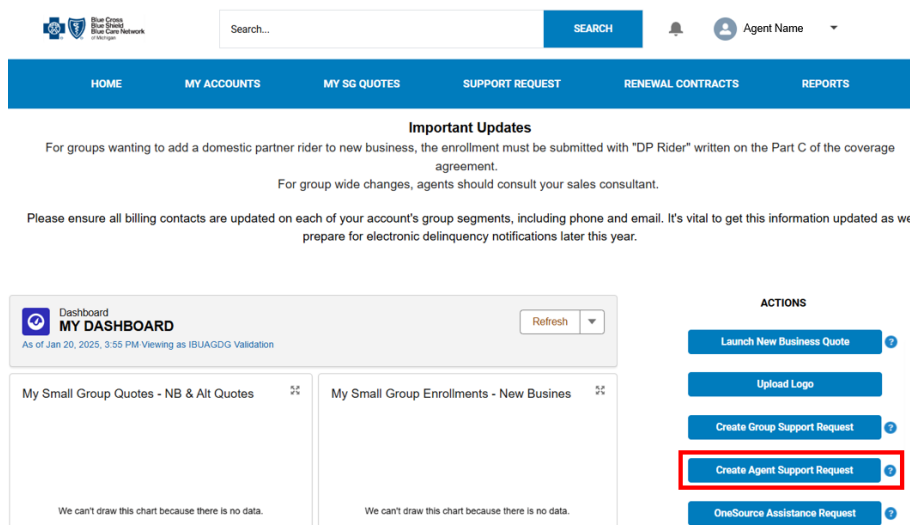 Blue Cross
Blue Shield
Blue Care Network
of Michigan
Search...
SEARCH
Agent Name
HOME MY ACCOUNTS MY SG QUOTES SUPPORT REQUEST RENEWAL CONTRACTS REPORTS
Important Updates
For groups wanting to add a domestic partner rider to new business, the enrollment must be submitted with "DP Rider" written on the Part C of the coverage
agreement.
For group wide changes, agents should consult your sales consultant.
Please ensure all billing contacts are updated on each of your account's group segments, including phone and email. It's vital to get this information updated as we
prepare for electronic delinquency notifications later this year.
Dashboard
MY DASHBOARD
As of Jan 20, 2025, 3:55 PM·Viewing as IBUAGDG Validation
Refresh
My Small Group Quotes - NB & Alt Quotes
We can't draw this chart because there is no data.
My Small Group Enrollments - New Busines
We can't draw this chart because there is no data.
ACTIONS
Launch New Business Quote ?
Upload Logo
Create Group Support Request ?
Create Agent Support Request ?
OneSource Assistance Request ?